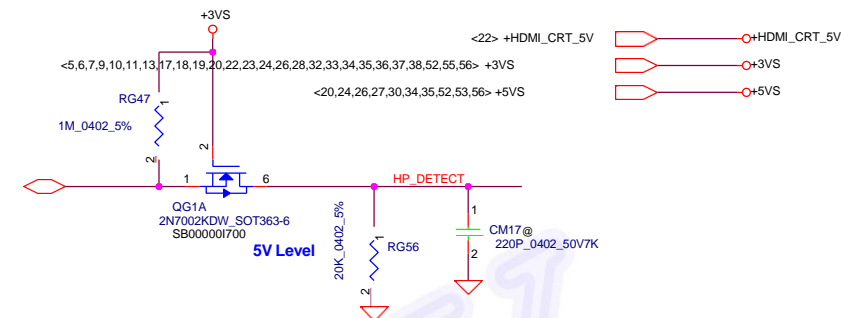 +3VS
<22> +HDMI_CRT_5V
+HDMI_CRT_5V
<5,6,7,9,10,11,13,17,18,19,20,22,23,24,26,28,32,33,34,35,36,37,38,52,55,56> +3VS
+3VS
<20,24,26,27,30,34,35,52,53,56> +5VS
+5VS
RG47
1
1M_0402_5%
2
2
1
6
HP_DETECT
QG1A
2N7002KDW_SOT363-6
SB00000I700
5V Level
20K_0402_5%
1
RG56
2
1
CM17@
220P_0402_50V7K
2